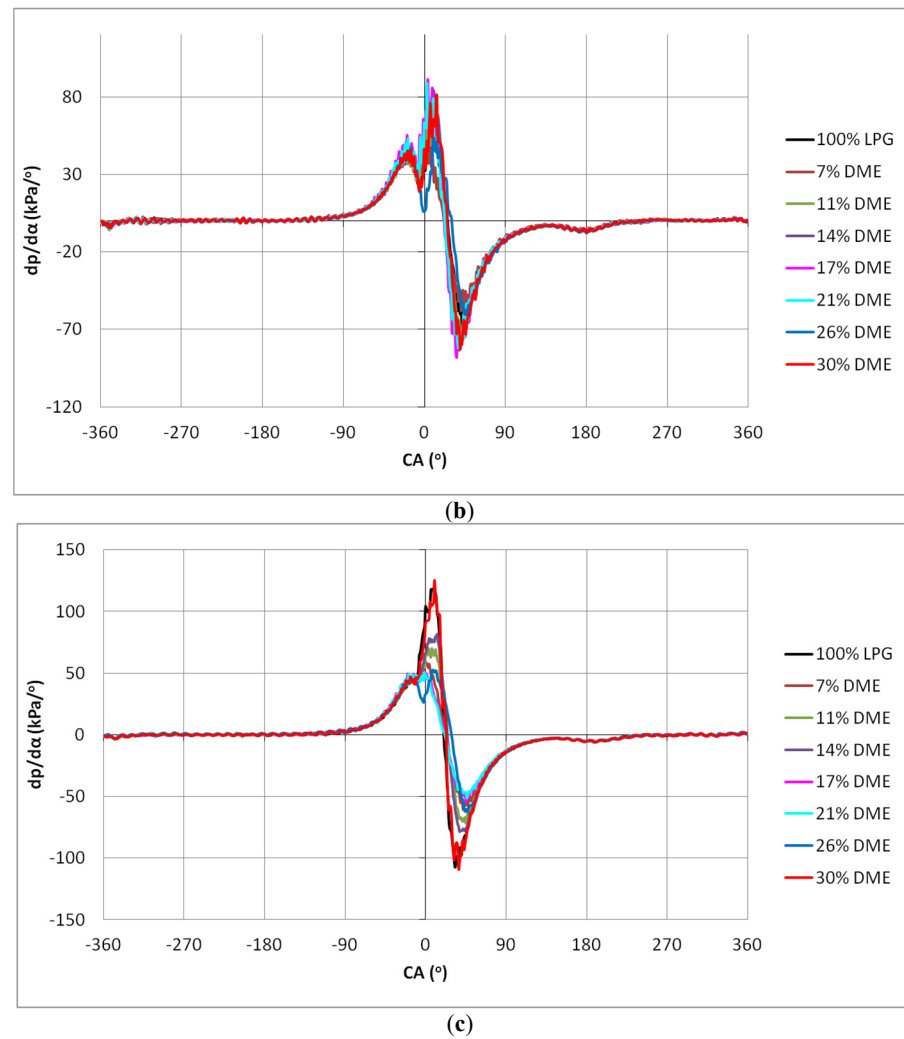 dp/dα (kPa/°)
80
30
-20
-70
-120
-360 -270 -180 -90 0 90 180 270 360
CA (°)
100% LPG
7% DME
11% DME
14% DME
17% DME
21% DME
26% DME
30% DME
(b)
dp/dα (kPa/°)
150
100
50
0
-50
-100
-150
-360 -270 -180 -90 0 90 180 270 360
CA (°)
100% LPG
7% DME
11% DME
14% DME
17% DME
21% DME
26% DME
30% DME
(c)